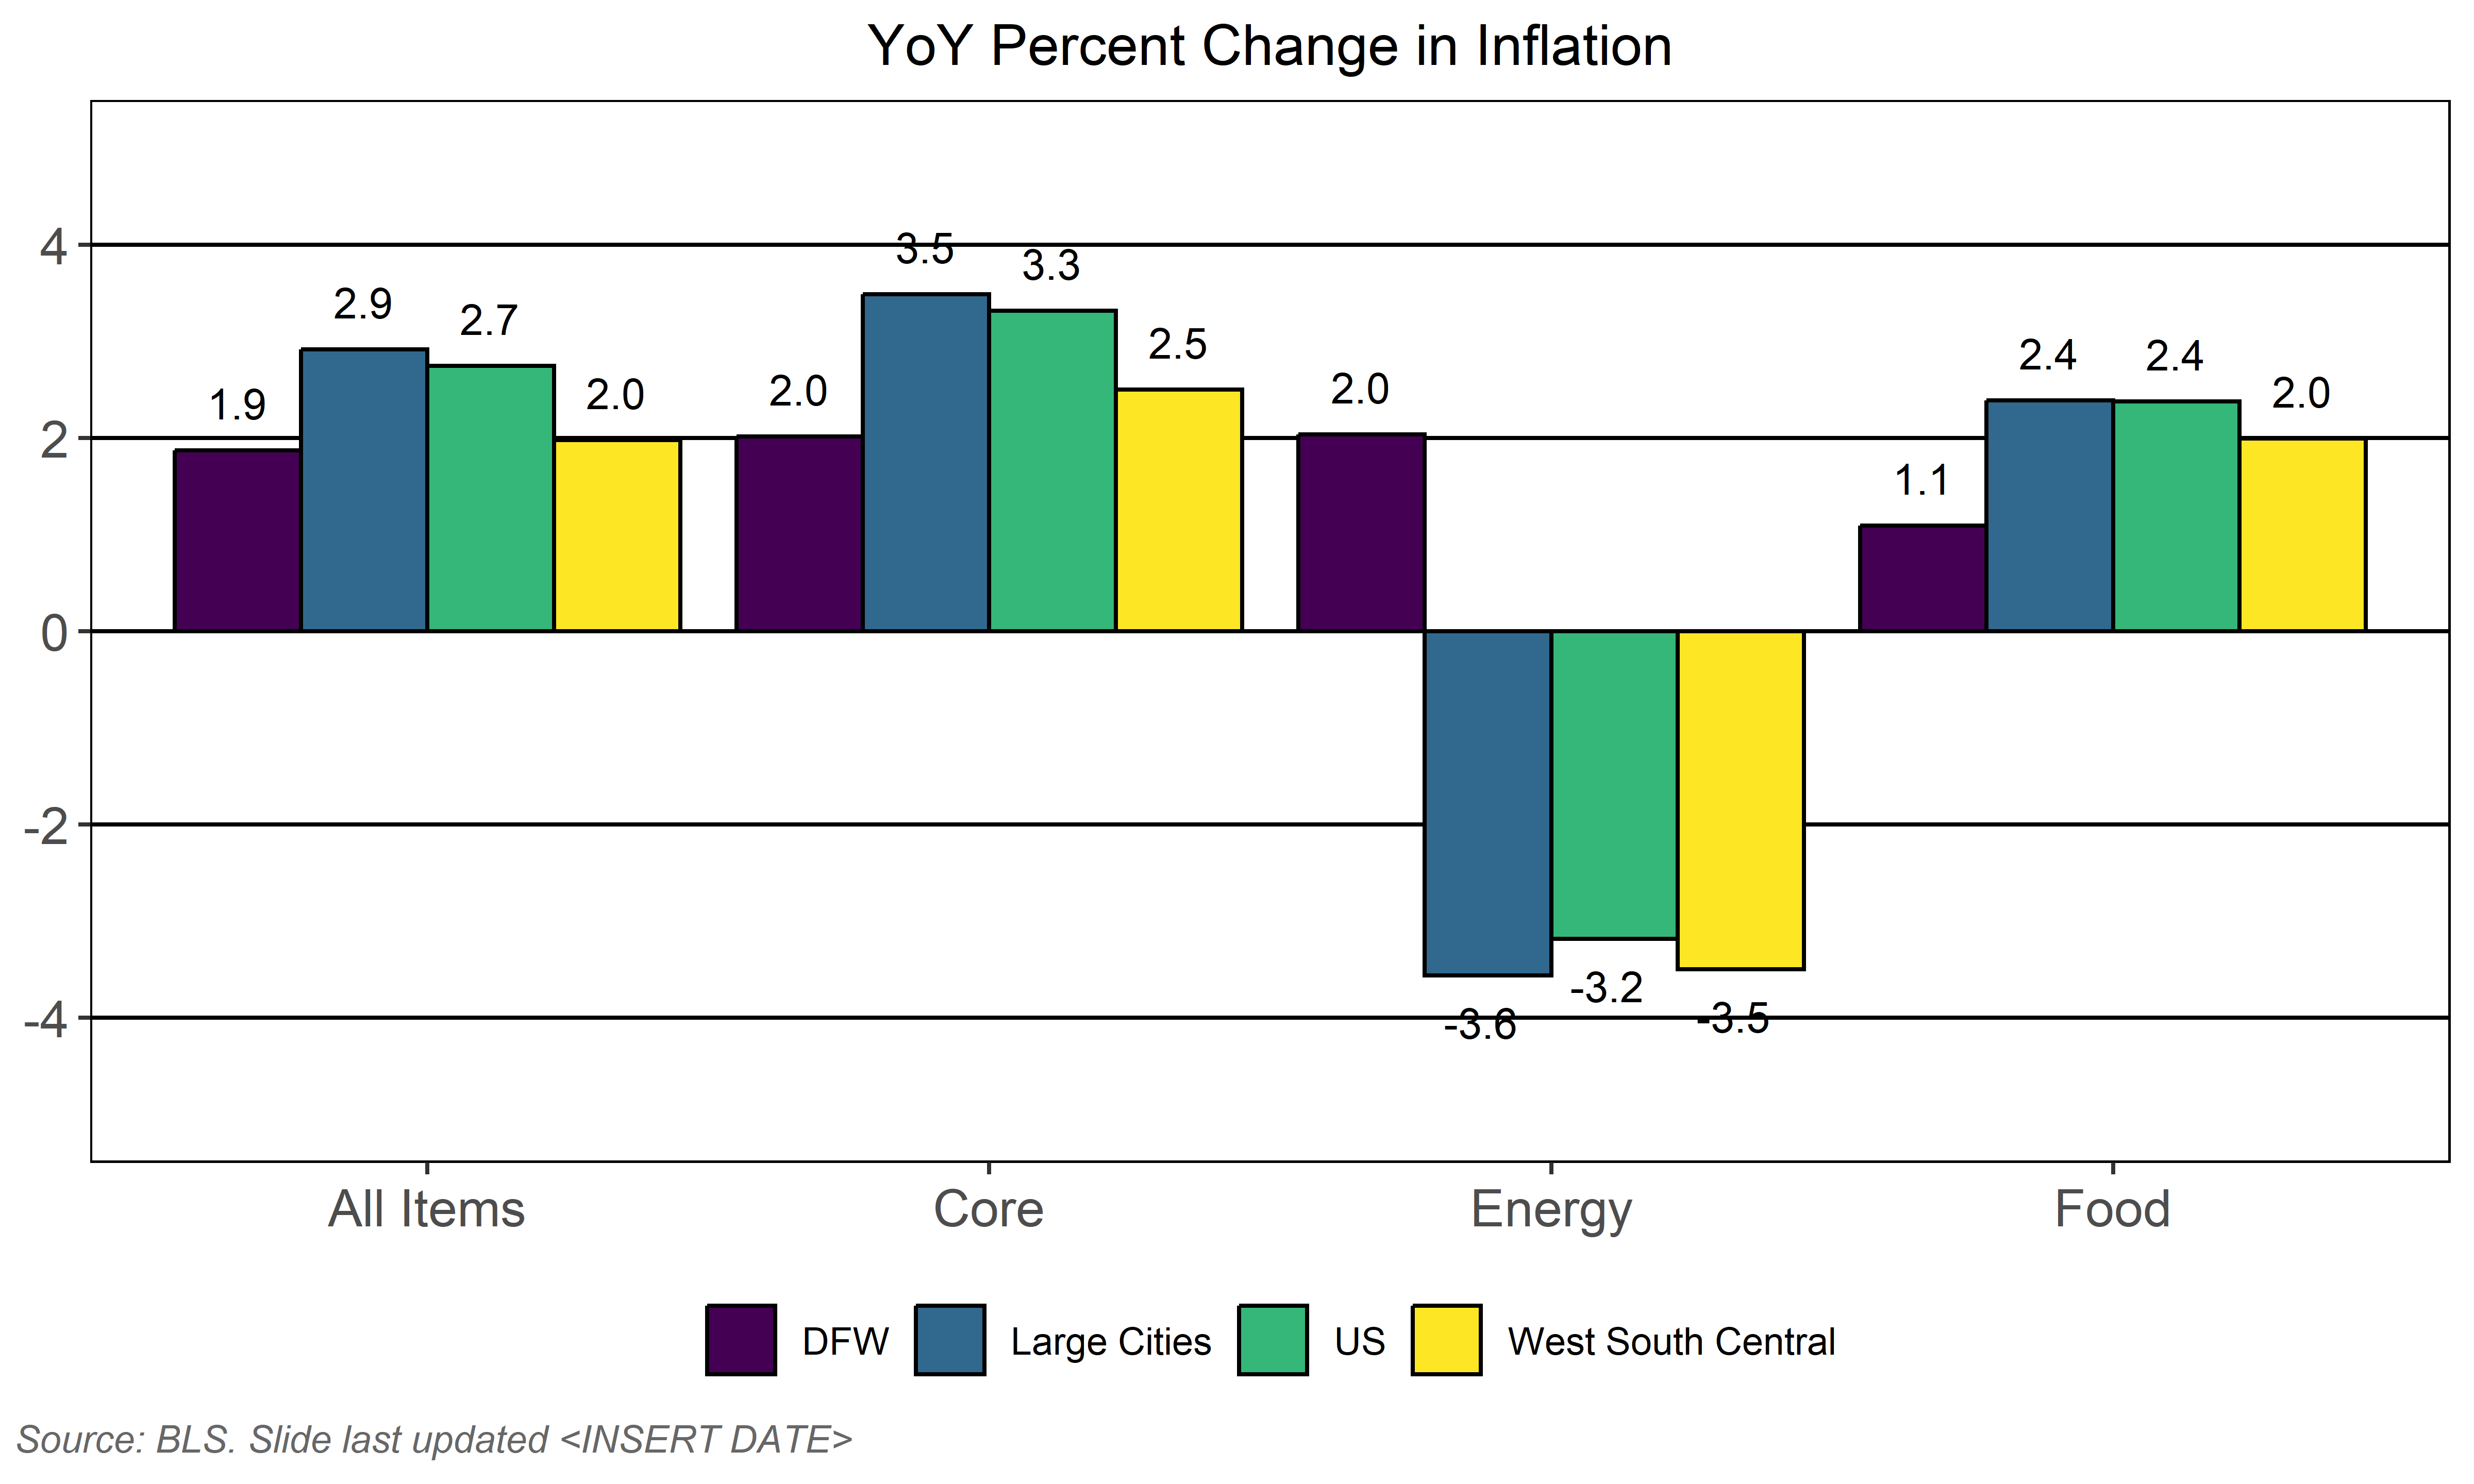 YoY Percent Change in Inflation
4
2
0
-2
-4
1.9
2.9
2.7
2.0
2.0
3.5
3.3
2.5
2.0
-3.6
-3.2
-3.5
1.1
2.4
2.4
2.0
All Items
Core
Energy
Food
DFW
Large Cities
US
West South Central
Source: BLS. Slide last updated <INSERT DATE>